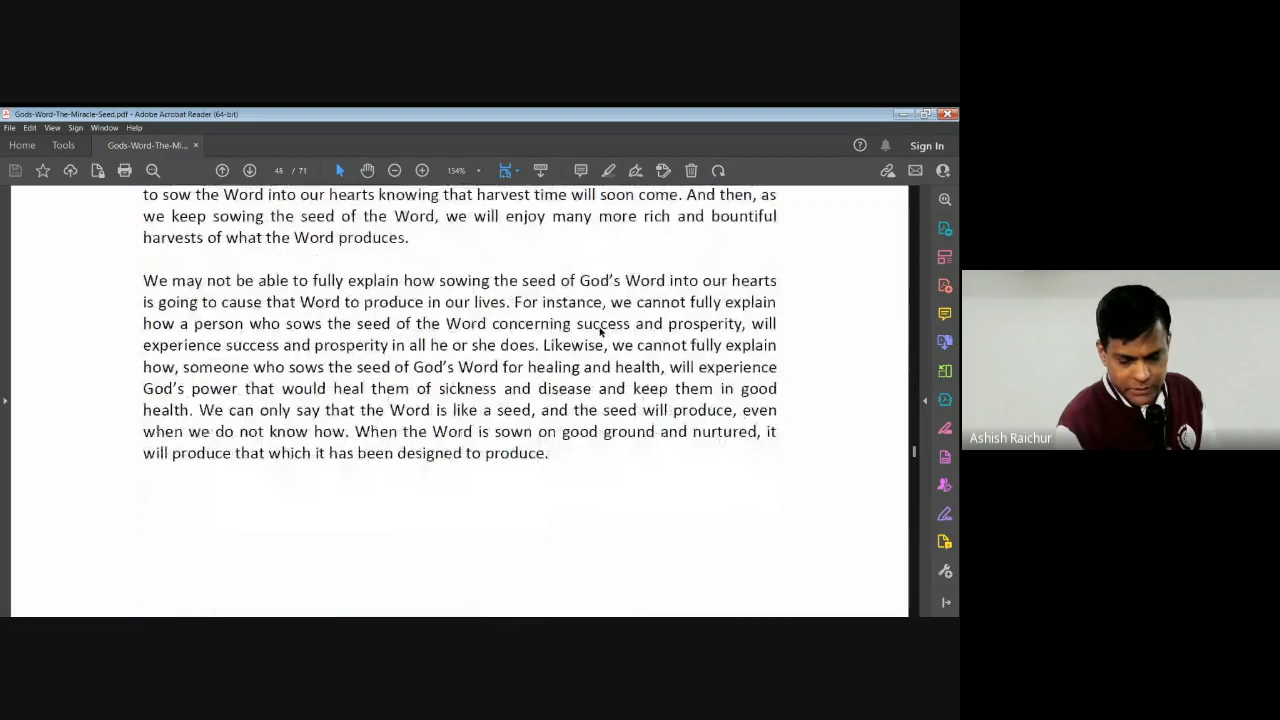 Gods-Word-The-Miracle-Seed.pdf - Adobe Acrobat Reader (64-bit)
File Edit View Sign Window Help
Home Tools Gods-Word-The-Mi... × Sign In
43 / 71 154%
to sow the Word into our hearts knowing that harvest time will soon come. And then, as
we keep sowing the seed of the Word, we will enjoy many more rich and bountiful
harvests of what the Word produces.
We may not be able to fully explain how sowing the seed of God's Word into our hearts
is going to cause that Word to produce in our lives. For instance, we cannot fully explain
how a person who sows the seed of the Word concerning success and prosperity, will
experience success and prosperity in all he or she does. Likewise, we cannot fully explain
how, someone who sows the seed of God's Word for healing and health, will experience
God's power that would heal them of sickness and disease and keep them in good
health. We can only say that the Word is like a seed, and the seed will produce, even
when we do not know how. When the Word is sown on good ground and nurtured, it
will produce that which it has been designed to produce.
Ashish Raichur